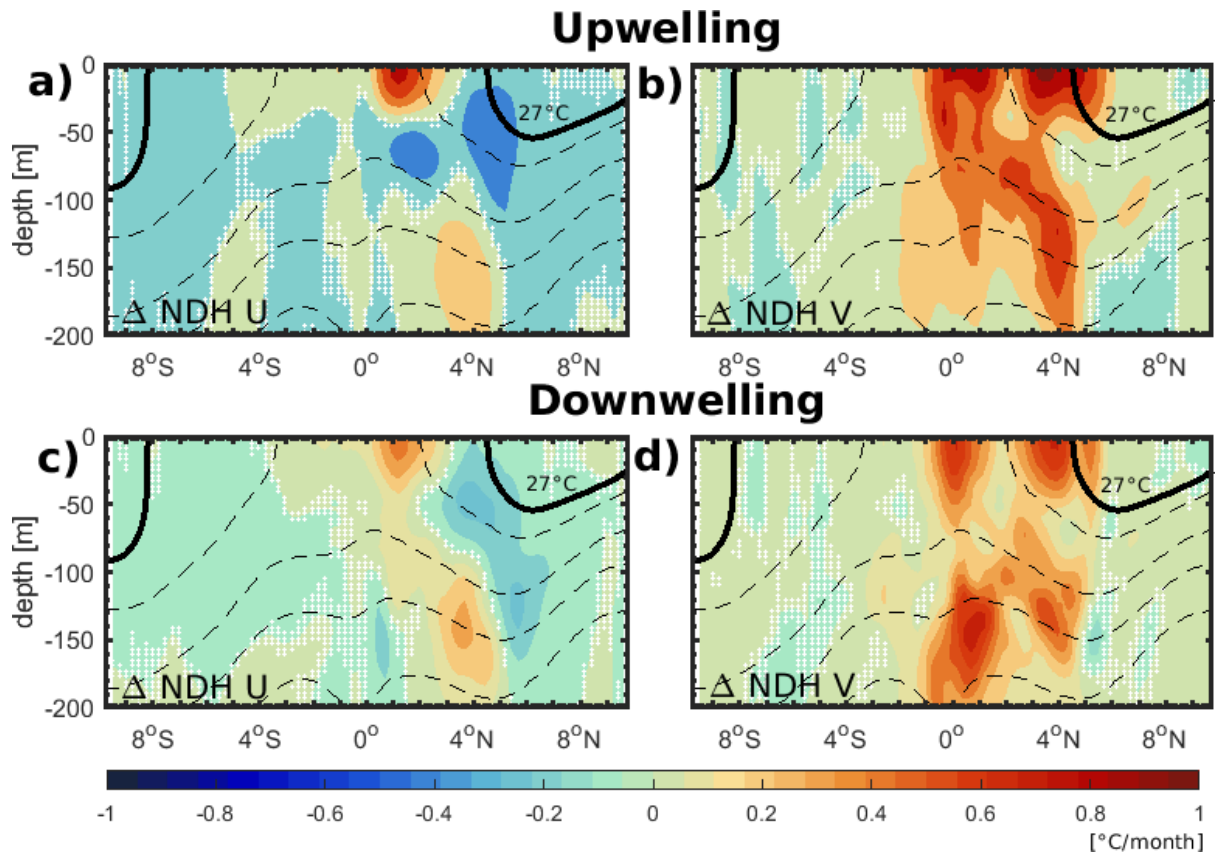 Upwelling
a)
b)
0
-50
-100
-150
-200
depth [m]
27°C
27°C
Δ NDH U
Δ NDH V
8°S 4°S 0° 4°N 8°N
8°S 4°S 0° 4°N 8°N
Downwelling
c)
d)
0
-50
-100
-150
-200
depth [m]
27°C
27°C
Δ NDH U
Δ NDH V
8°S 4°S 0° 4°N 8°N
8°S 4°S 0° 4°N 8°N
-1 -0.8 -0.6 -0.4 -0.2 0 0.2 0.4 0.6 0.8 1
[°C/month]